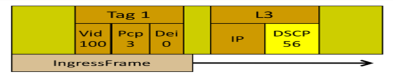 Tag 1
L3
Vid Pcp Dei IP DSCP
100 3 0 56
IngressFrame